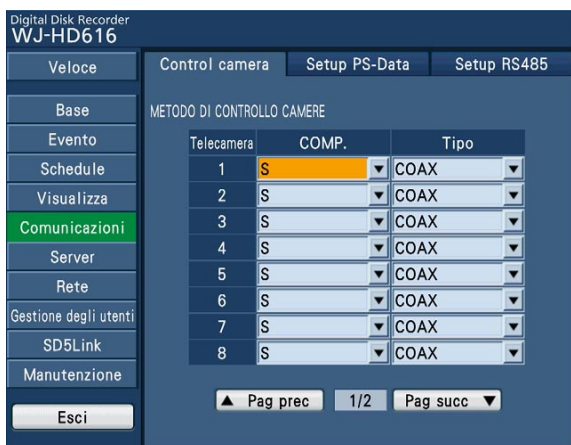 Digital Disk Recorder
WJ-HD616
Veloce
Base
Evento
Schedule
Visualizza
Comunicazioni
Server
Rete
Gestione degli utenti
SD5Link
Manutenzione
Esci
Control camera Setup PS-Data Setup RS485
METODO DI CONTROLLO CAMERE
Telecamera COMP. Tipo
1 S COAX
2 S COAX
3 S COAX
4 S COAX
5 S COAX
6 S COAX
7 S COAX
8 S COAX
Pag prec 1/2 Pag succ